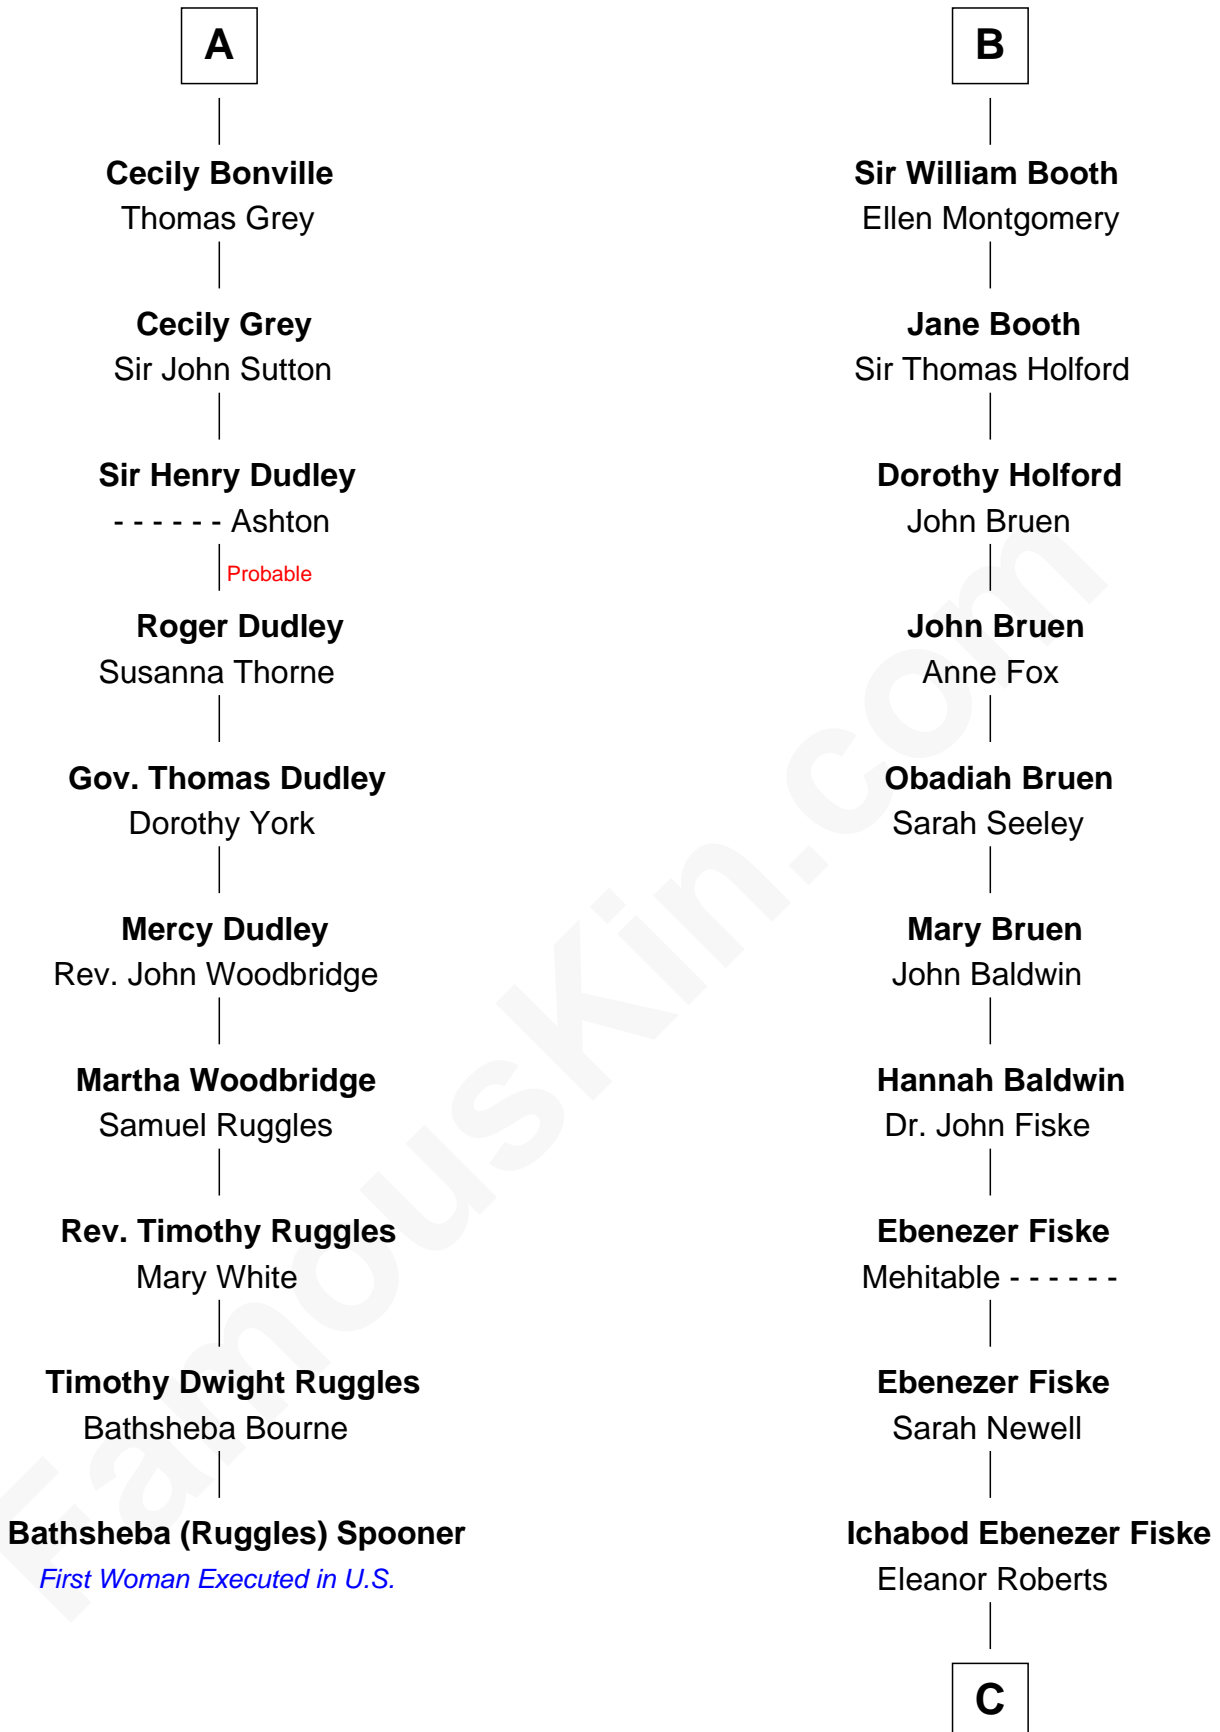 A
Cecily Bonville
Thomas Grey
Cecily Grey
Sir John Sutton
Sir Henry Dudley
- - - - - - Ashton
Probable
Roger Dudley
Susanna Thorne
Gov. Thomas Dudley
Dorothy York
Mercy Dudley
Rev. John Woodbridge
Martha Woodbridge
Samuel Ruggles
Rev. Timothy Ruggles
Mary White
Timothy Dwight Ruggles
Bathsheba Bourne
Bathsheba (Ruggles) Spooner
First Woman Executed in U.S.
B
Sir William Booth
Ellen Montgomery
Jane Booth
Sir Thomas Holford
Dorothy Holford
John Bruen
John Bruen
Anne Fox
Obadiah Bruen
Sarah Seeley
Mary Bruen
John Baldwin
Hannah Baldwin
Dr. John Fiske
Ebenezer Fiske
Mehitable - - - - - -
Ebenezer Fiske
Sarah Newell
Ichabod Ebenezer Fiske
Eleanor Roberts
C
FamousKin.com